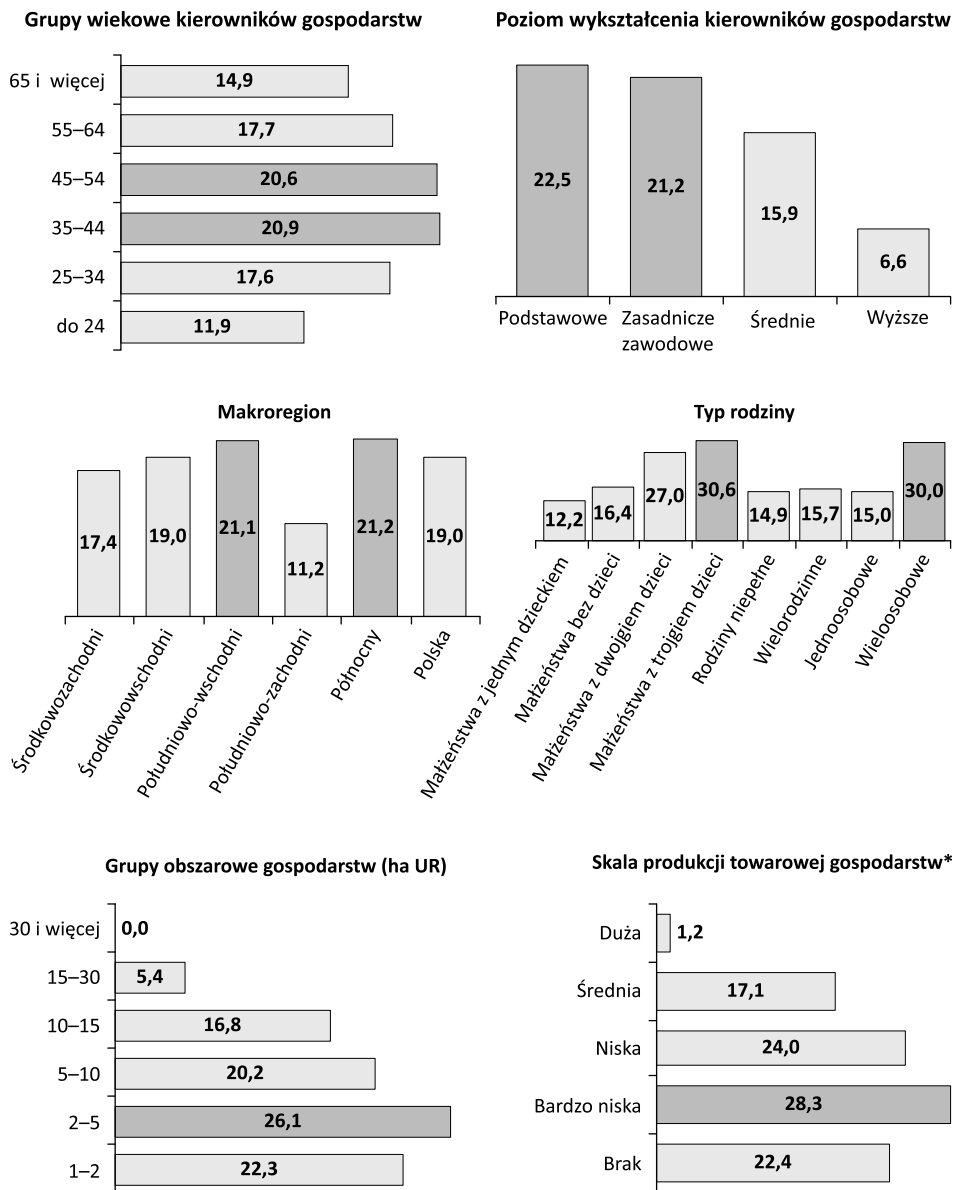 Grupy wiekowe kierowników gospodarstw
65 i więcej
14,9
55–64
17,7
45–54
20,6
35–44
20,9
25–34
17,6
do 24
11,9
Poziom wykształcenia kierowników gospodarstw
22,5
21,2
15,9
6,6
Podstawowe
Zasadnicze
zawodowe
Średnie
Wyższe
Makroregion
17,4
19,0
21,1
11,2
21,2
19,0
Środkowozachodni
Środkowowschodni
Południowo-wschodni
Południowo-zachodni
Północny
Polska
Typ rodziny
12,2
16,4
27,0
30,6
14,9
15,7
15,0
30,0
Małżeństwa z jednym dzieckiem
Małżeństwa bez dzieci
Małżeństwa z dwojgiem dzieci
Małżeństwa z trojgiem dzieci
Rodziny niepełne
Wielorodzinne
Jednoosobowe
Wieloosobowe
Grupy obszarowe gospodarstw (ha UR)
30 i więcej
0,0
15–30
5,4
10–15
16,8
5–10
20,2
2–5
26,1
1–2
22,3
Skala produkcji towarowej gospodarstw*
Duża
1,2
Średnia
17,1
Niska
24,0
Bardzo niska
28,3
Brak
22,4